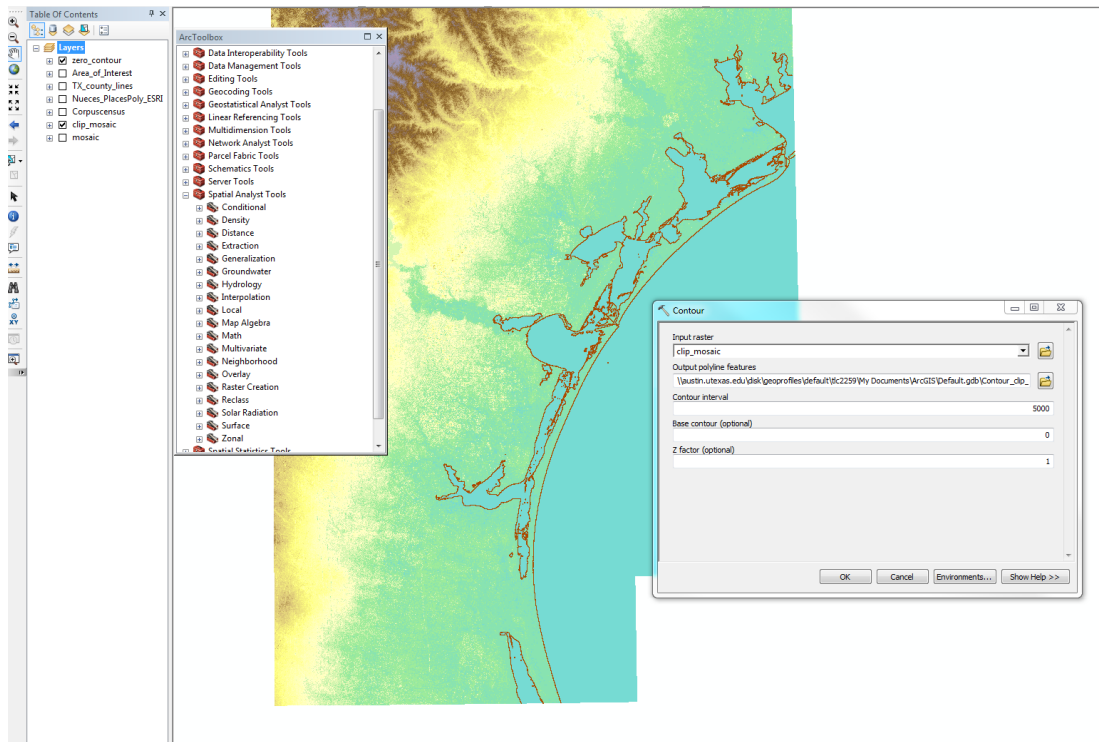 Table Of Contents
Layers
zero_contour
Area_of_Interest
TX_county_lines
Nueces_PlacesPoly_ESRI
Corpuscensus
clip_mosaic
mosaic
ArcToolbox
Data Interoperability Tools
Data Management Tools
Editing Tools
Geocoding Tools
Geostatistical Analyst Tools
Linear Referencing Tools
Multidimension Tools
Network Analyst Tools
Parcel Fabric Tools
Schematics Tools
Server Tools
Spatial Analyst Tools
Conditional
Density
Distance
Extraction
Generalization
Groundwater
Hydrology
Interpolation
Local
Map Algebra
Math
Multivariate
Neighborhood
Overlay
Raster Creation
Reclass
Solar Radiation
Surface
Zonal
Spatial Statistics Tools
Contour
Input raster
clip_mosaic
Output polyline features
\\austin.utexas.edu\disk\geoprofiles\default\tlc2259\My Documents\ArcGIS\Default.gdb\Contour_clip_
Contour interval
5000
Base contour (optional)
0
Z factor (optional)
1
OK Cancel Environments... Show Help >>